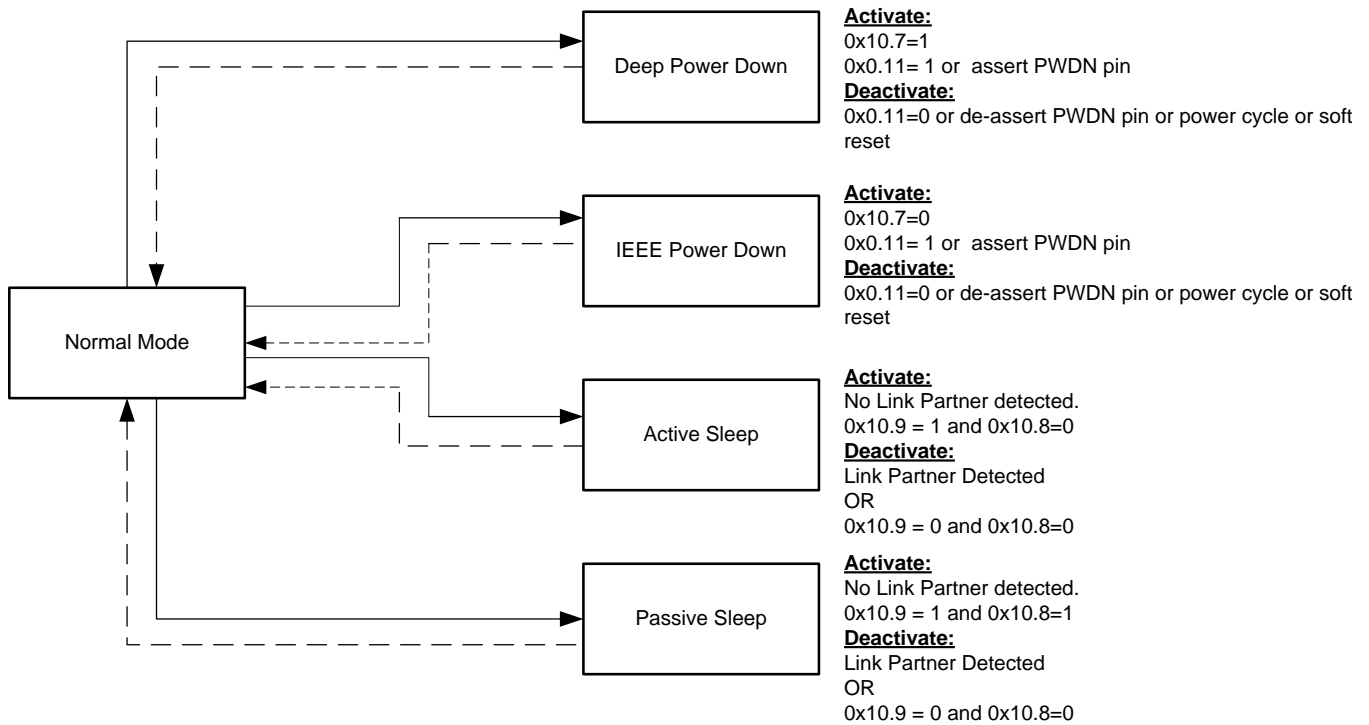 Deep Power Down
Activate:
0x10.7=1
0x0.11= 1 or  assert PWDN pin
Deactivate:
0x0.11=0 or de-assert PWDN pin or power cycle or soft
reset
IEEE Power Down
Activate:
0x10.7=0
0x0.11= 1 or  assert PWDN pin
Deactivate:
0x0.11=0 or de-assert PWDN pin or power cycle or soft
reset
Normal Mode
Active Sleep
Activate:
No Link Partner detected.
0x10.9 = 1 and 0x10.8=0
Deactivate:
Link Partner Detected
OR
0x10.9 = 0 and 0x10.8=0
Passive Sleep
Activate:
No Link Partner detected.
0x10.9 = 1 and 0x10.8=1
Deactivate:
Link Partner Detected
OR
0x10.9 = 0 and 0x10.8=0